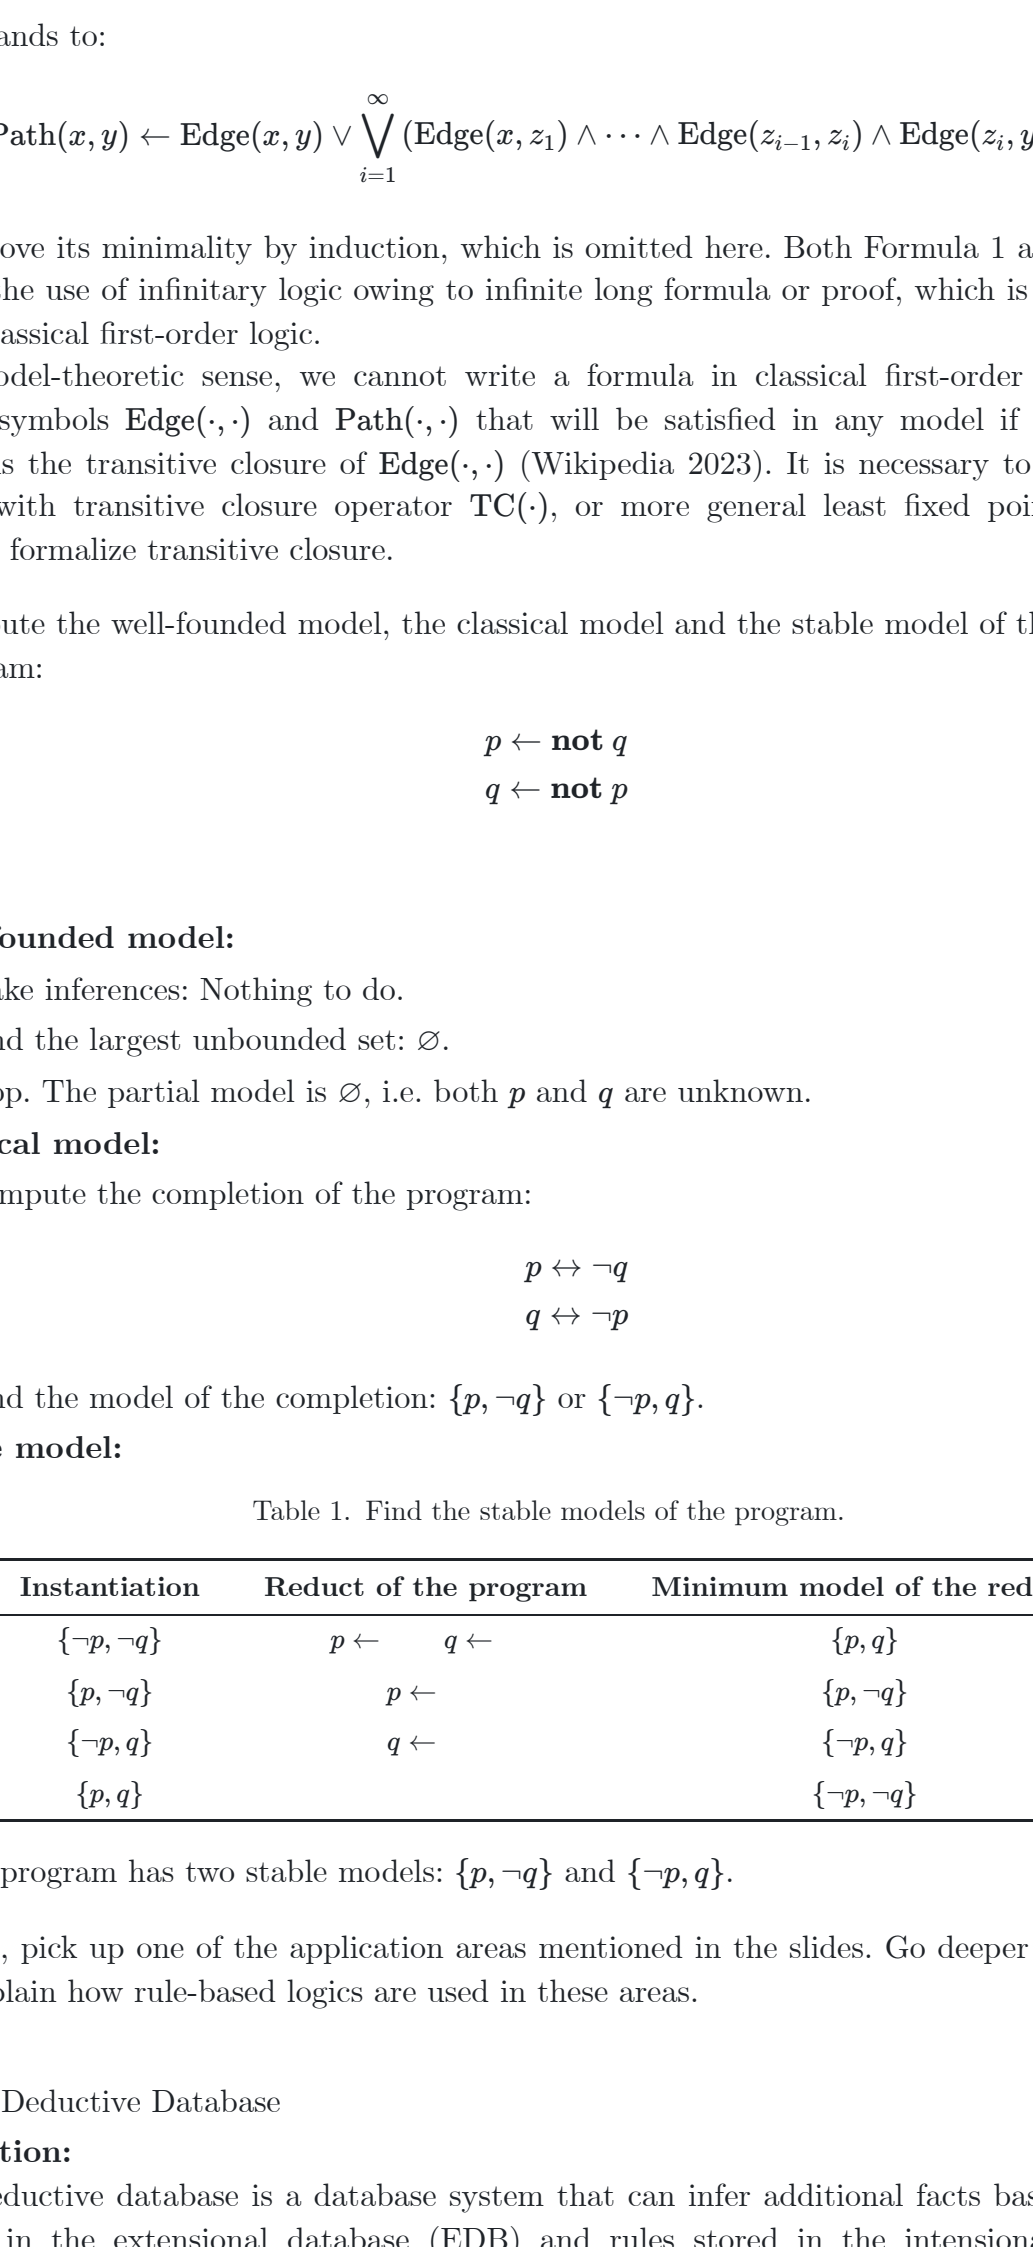 ands to:
Path(x, y) ← Edge(x, y) ∨ ⋁_{i=1}^{∞} (Edge(x, z₁) ∧ ⋯ ∧ Edge(z_{i−1}, z_i) ∧ Edge(z_i, y
ove its minimality by induction, which is omitted here. Both Formula 1 a
he use of infinitary logic owing to infinite long formula or proof, which is
assical first-order logic.
odel-theoretic sense, we cannot write a formula in classical first-order
symbols Edge(·, ·) and Path(·, ·) that will be satisfied in any model if
s the transitive closure of Edge(·, ·) (Wikipedia 2023). It is necessary to
with transitive closure operator TC(·), or more general least fixed poi
formalize transitive closure.
ute the well-founded model, the classical model and the stable model of th
am:
p ← not q
q ← not p
founded model:
ake inferences: Nothing to do.
nd the largest unbounded set: ∅.
op. The partial model is ∅, i.e. both p and q are unknown.
cal model:
mpute the completion of the program:
p ↔ ¬q
q ↔ ¬p
nd the model of the completion: {p, ¬q} or {¬p, q}.
e model:
Table 1. Find the stable models of the program.
Instantiation Reduct of the program Minimum model of the red
{¬p, ¬q} p ← q ← {p, q}
{p, ¬q} p ← {p, ¬q}
{¬p, q} q ← {¬p, q}
{p, q} {¬p, ¬q}
program has two stable models: {p, ¬q} and {¬p, q}.
, pick up one of the application areas mentioned in the slides. Go deeper
plain how rule-based logics are used in these areas.
Deductive Database
tion:
eductive database is a database system that can infer additional facts bas
in the extensional database (EDB) and rules stored in the intensiona